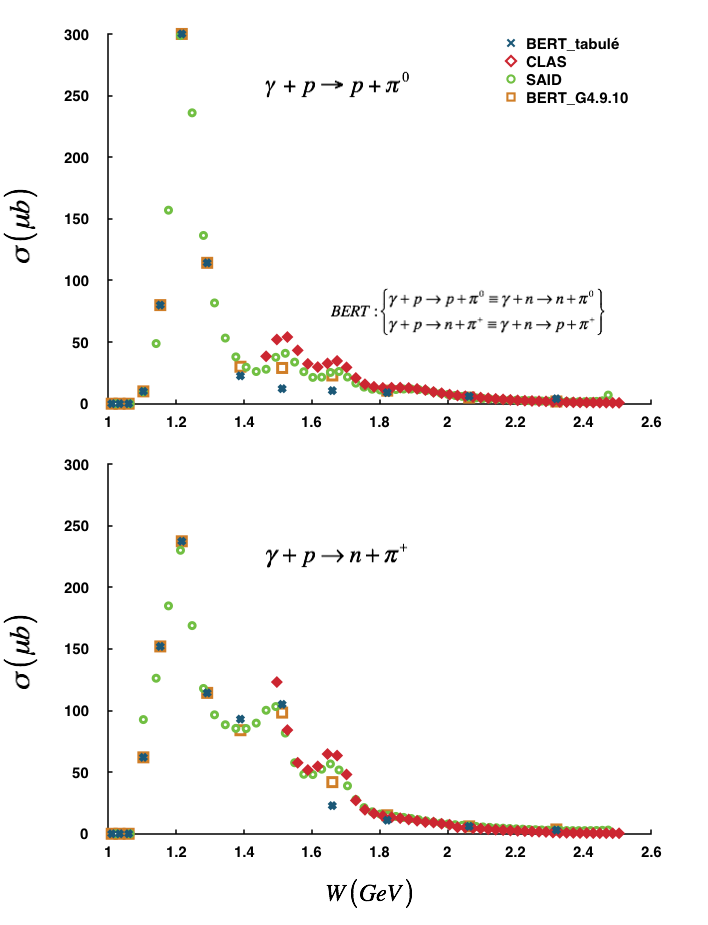 300
250
200
150
100
50
0
σ(μb)
γ + p → p + π⁰
BERT_tabulé
CLAS
SAID
BERT_G4.9.10
BERT : { γ + p → p + π⁰ ≡ γ + n → n + π⁰
γ + p → n + π⁺ ≡ γ + n → p + π⁺ }
1 1.2 1.4 1.6 1.8 2 2.2 2.4 2.6
300
250
200
150
100
50
0
σ(μb)
γ + p → n + π⁺
1 1.2 1.4 1.6 1.8 2 2.2 2.4 2.6
W(GeV)